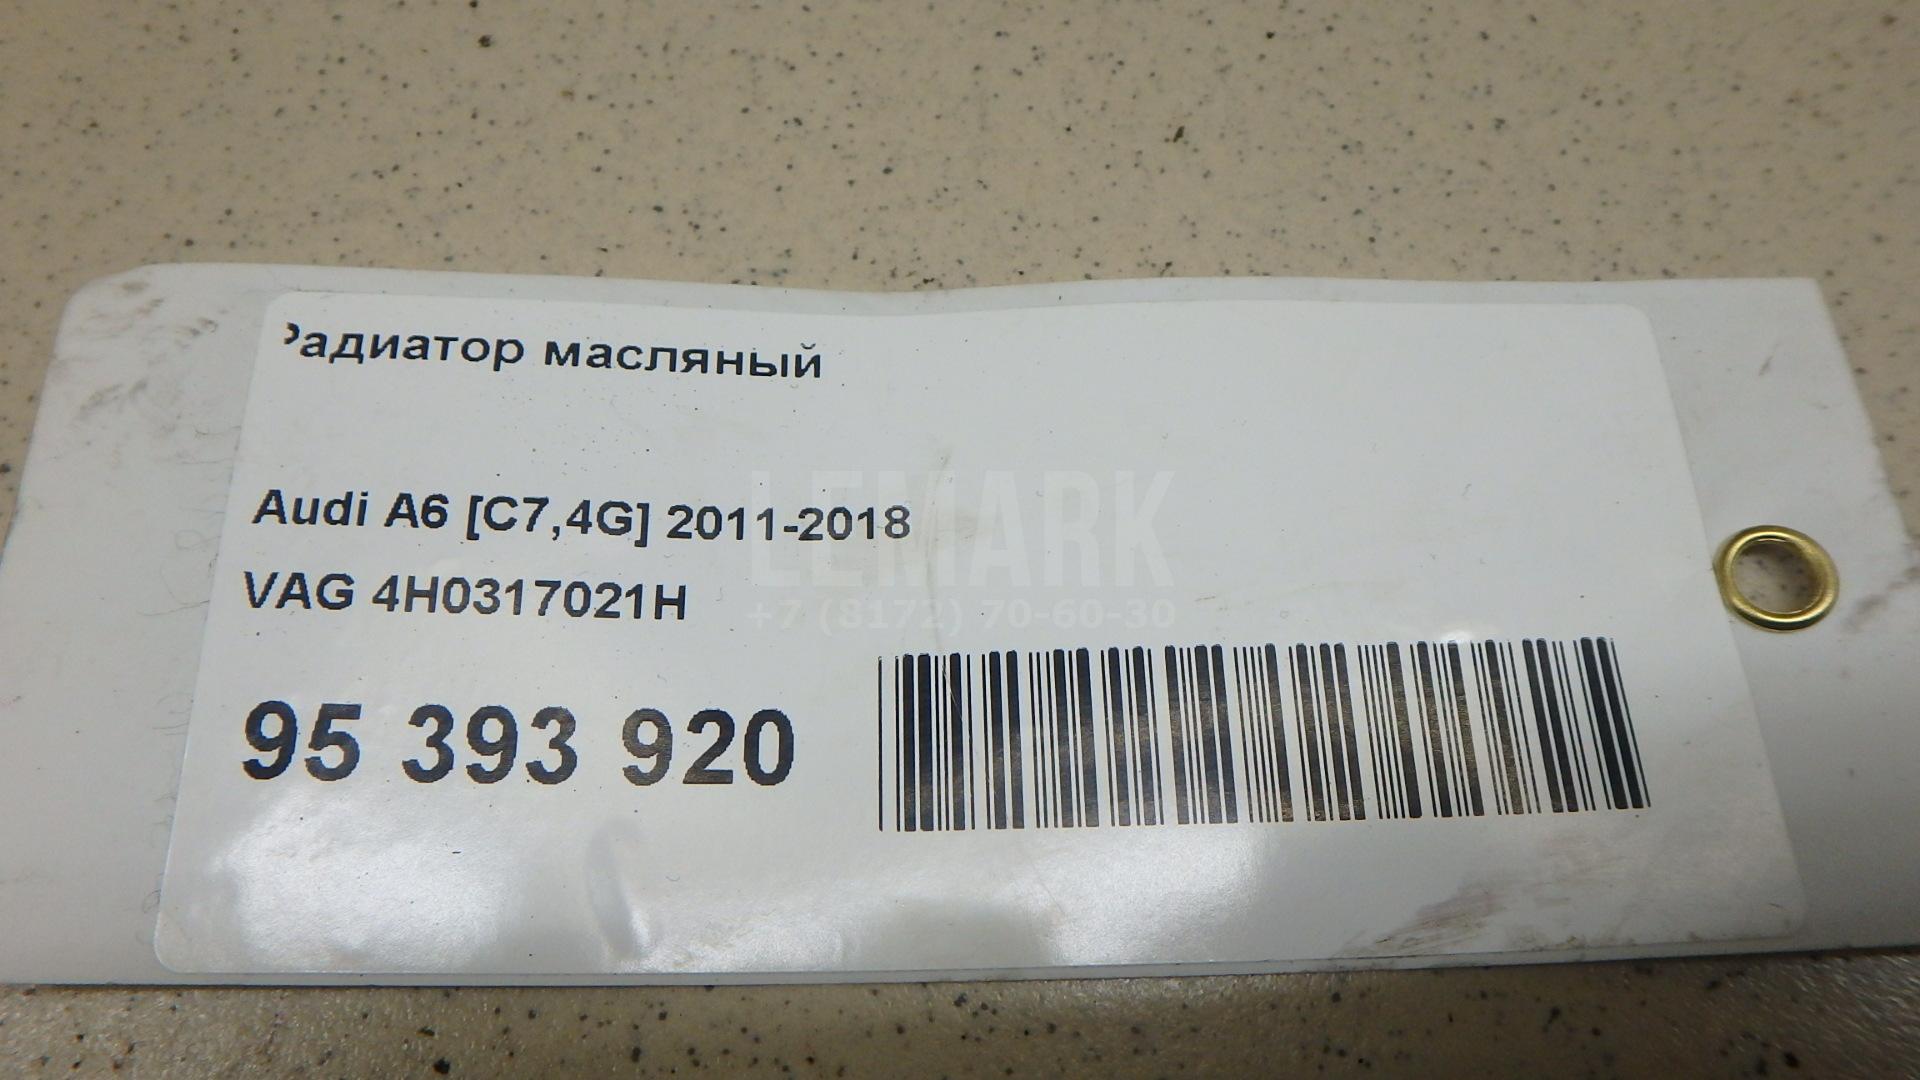 Радиатор масляный
Audi A6 [C7,4G] 2011-2018
VAG 4H0317021H
95 393 920
LEMARK
+7 (8172) 70-60-30